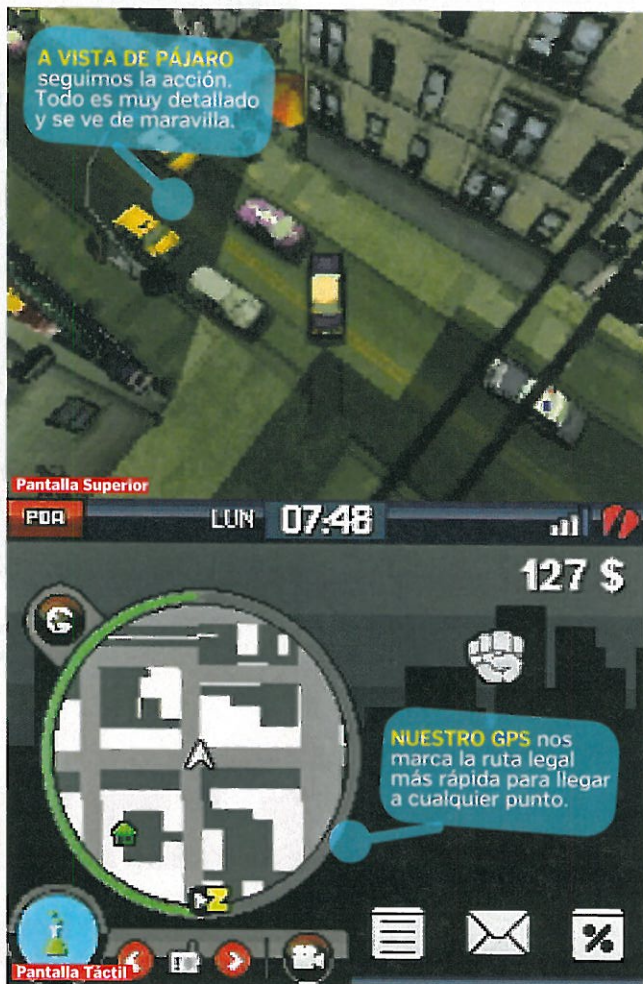 A VISTA DE PÁJARO
seguimos la acción.
Todo es muy detallado
y se ve de maravilla.
Pantalla Superior
PDA
LUN 07:48
127 $
G
NUESTRO GPS nos
marca la ruta legal
más rápida para llegar
a cualquier punto.
Z
%
Pantalla Táctil